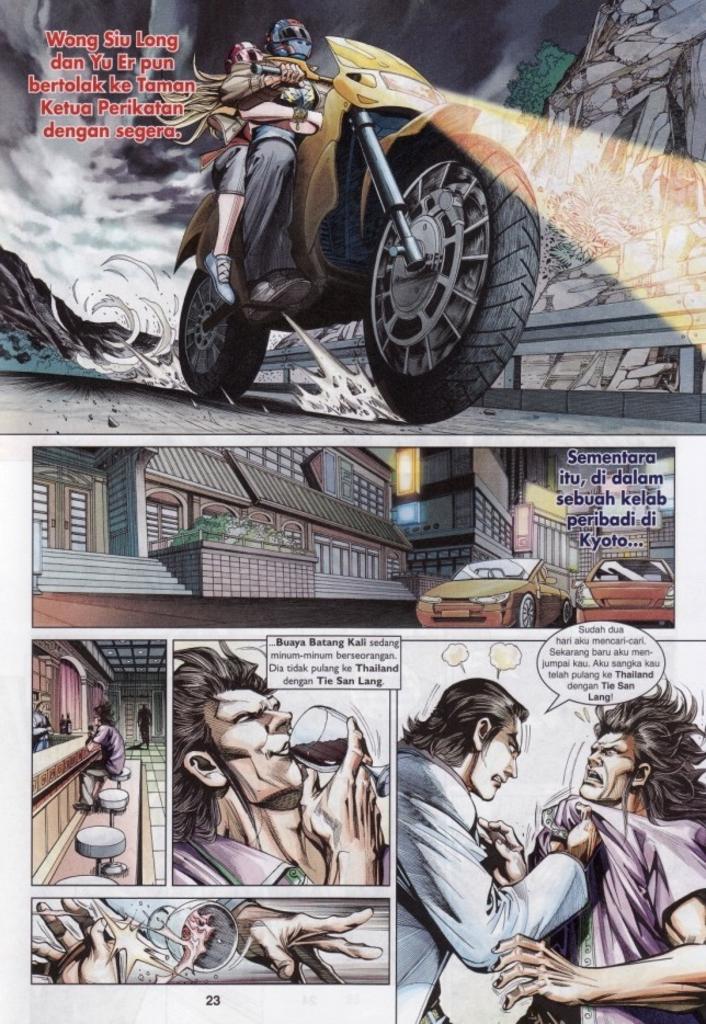 Wong Siu Long
dan Yu Er pun
bertolak ke Taman
Ketua Perikatan
dengan segera.
Sementara
itu, di dalam
sebuah kelab
peribadi di
Kyoto...
...Buaya Batang Kali sedang
minum-minum berseorangan.
Dia tidak pulang ke Thailand
dengan Tie San Lang.
Sudah dua
hari aku mencari-cari.
Sekarang baru aku men-
jumpai kau. Aku sangka kau
telah pulang ke Thailand
dengan Tie San
Lang!
23